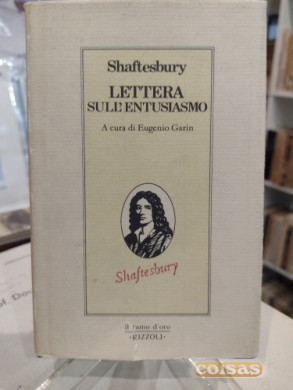 Shaftesbury
LETTERA
SULL'ENTUSIASMO
A cura di Eugenio Garin
Shaftesbury
il ramo d'oro
·RIZZOLI·
coisas